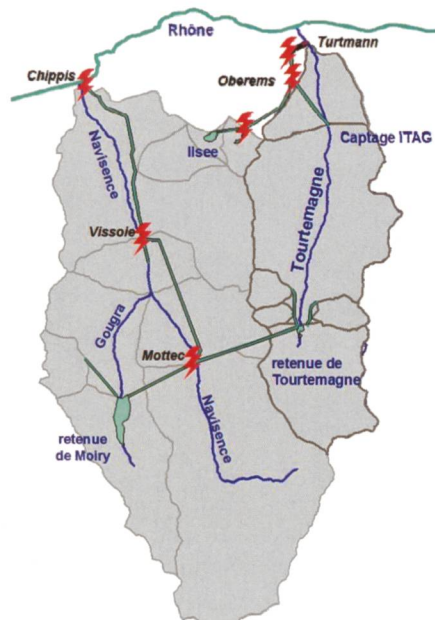 Rhône
Turtmann
Chippis
Oberems
Illsee
Captage ITAG
Navisence
Tourtemagne
Vissoie
Gougra
Mottec
retenue de
Tourtemagne
Navisence
retenue
de Moiry